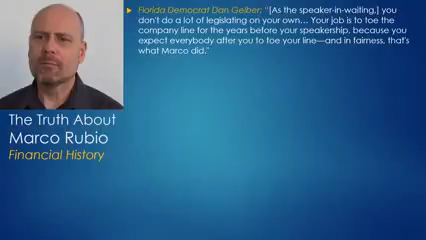 Florida Democrat Dan Gelber: "[As the speaker-in-waiting,] you
don't do a lot of legislating on your own… Your job is to toe the
company line for the years before your speakership, because you
expect everybody after you to toe your line—and in fairness, that's
what Marco did."
The Truth About
Marco Rubio
Financial History